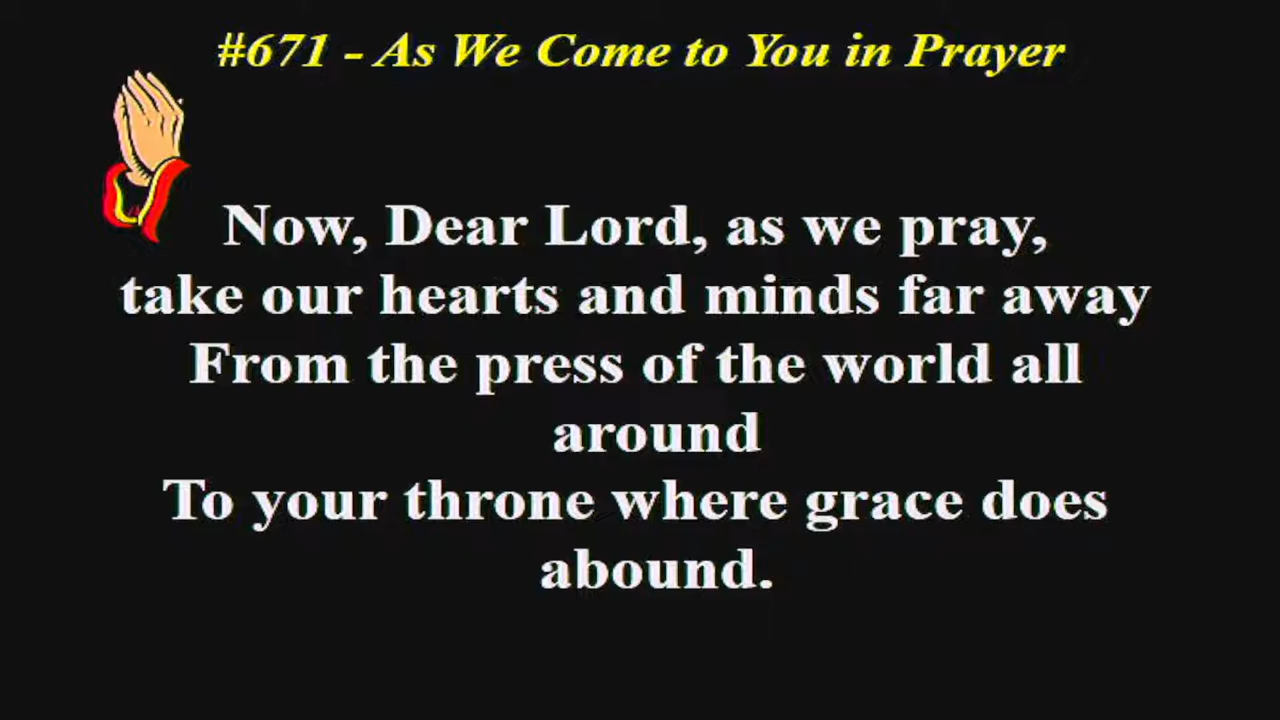 #671 - As We Come to You in Prayer
Now, Dear Lord, as we pray,
take our hearts and minds far away
From the press of the world all
around
To your throne where grace does
abound.